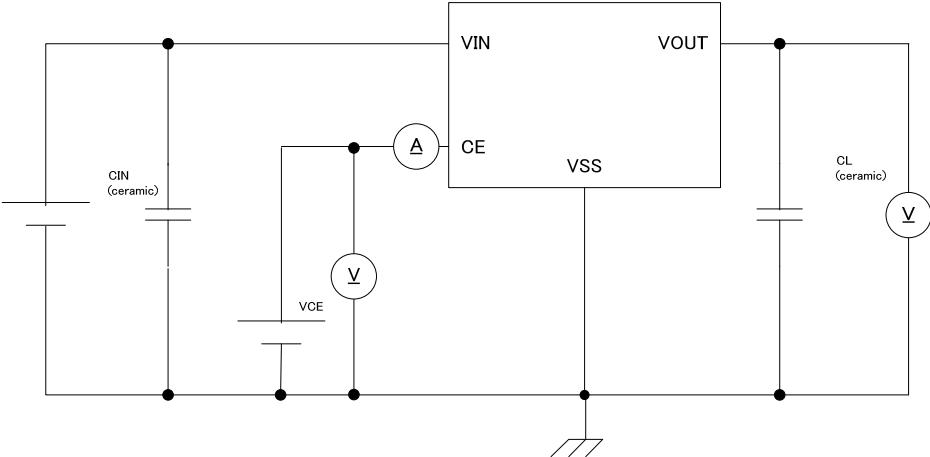 VIN
VOUT
A
CE
VSS
CIN
(ceramic)
CL
(ceramic)
V
V
VCE